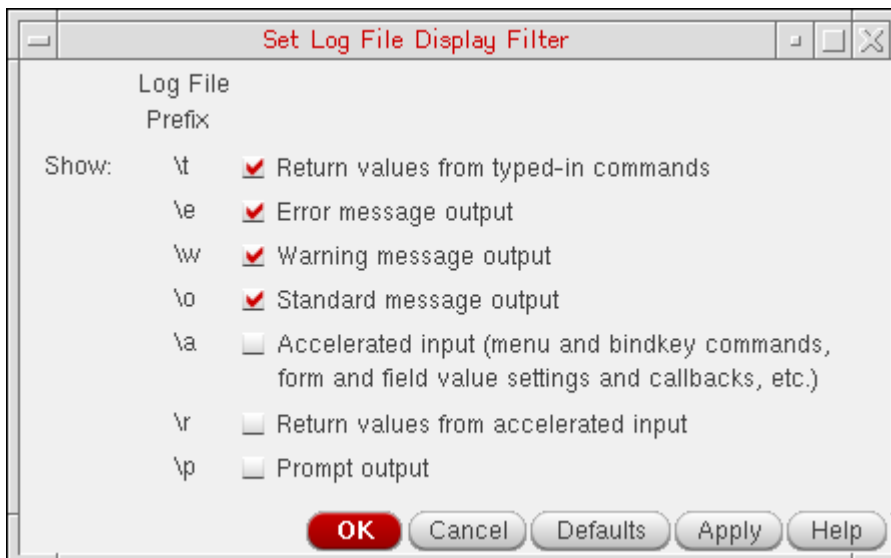 Set Log File Display Filter
Log File
Prefix
Show: \t Return values from typed-in commands
\e Error message output
\w Warning message output
\o Standard message output
\a Accelerated input (menu and bindkey commands,
form and field value settings and callbacks, etc.)
\r Return values from accelerated input
\p Prompt output
OK Cancel Defaults Apply Help